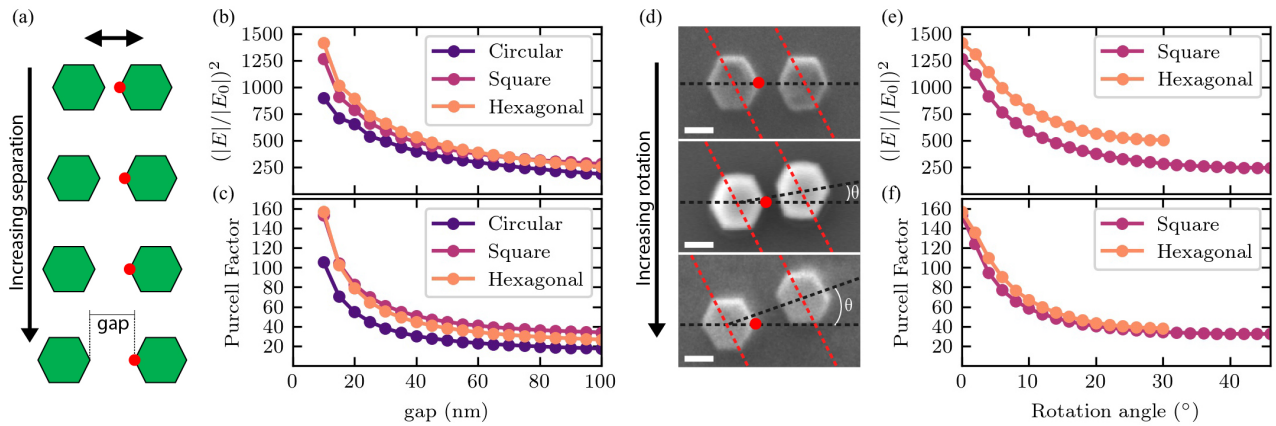 (a)
Increasing separation
gap
(b)
1500
1250
1000
750
500
250
(|E|/|E₀|)²
Circular
Square
Hexagonal
(c)
160
140
120
100
80
60
40
20
Purcell Factor
Circular
Square
Hexagonal
0 20 40 60 80 100
gap (nm)
(d)
Increasing rotation
θ
θ
(e)
1500
1250
1000
750
500
250
(|E|/|E₀|)²
Square
Hexagonal
(f)
160
140
120
100
80
60
40
20
Purcell Factor
Square
Hexagonal
0 10 20 30 40
Rotation angle (°)